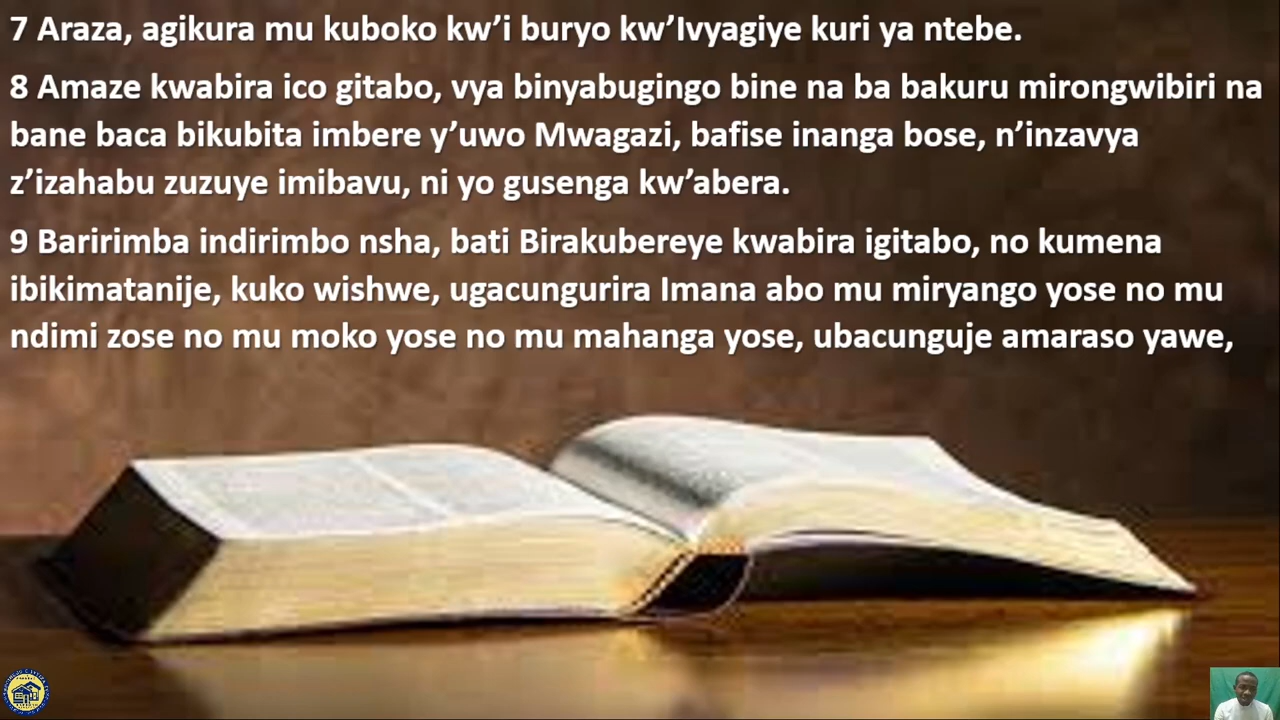 7 Araza, agikura mu kuboko kw’i buryo kw’Ivyagiye kuri ya ntebe.
8 Amaze kwabira ico gitabo, vya binyabugingo bine na ba bakuru mirongwibiri na
bane baca bikubita imbere y’uwo Mwagazi, bafise inanga bose, n’inzavya
z’izahabu zuzuye imibavu, ni yo gusenga kw’abera.
9 Baririmba indirimbo nsha, bati Birakubereye kwabira igitabo, no kumena
ibikimatanije, kuko wishwe, ugacungurira Imana abo mu miryango yose no mu
ndimi zose no mu moko yose no mu mahanga yose, ubacunguje amaraso yawe,